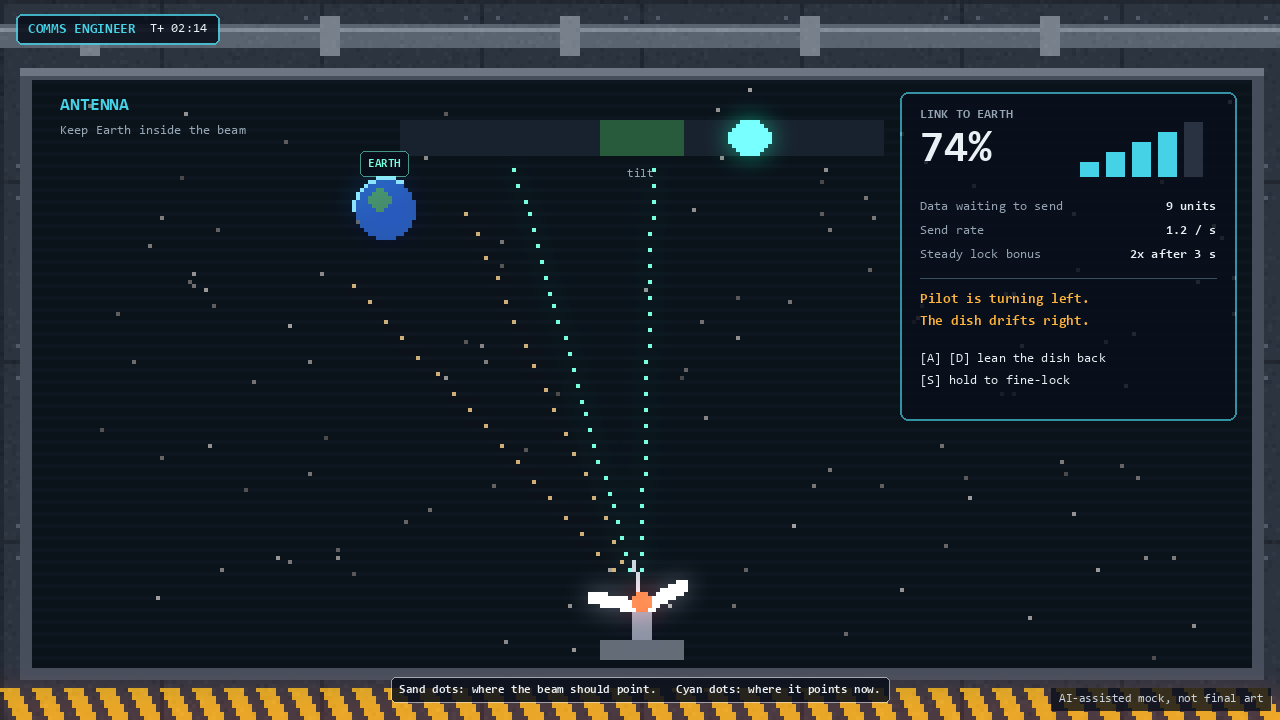 COMMS ENGINEER T+ 02:14
ANTENNA
Keep Earth inside the beam
EARTH
tilt
LINK TO EARTH
74%
Data waiting to send 9 units
Send rate 1.2 / s
Steady lock bonus 2x after 3 s
Pilot is turning left.
The dish drifts right.
[A] [D] lean the dish back
[S] hold to fine-lock
Sand dots: where the beam should point. Cyan dots: where it points now.
AI-assisted mock, not final art